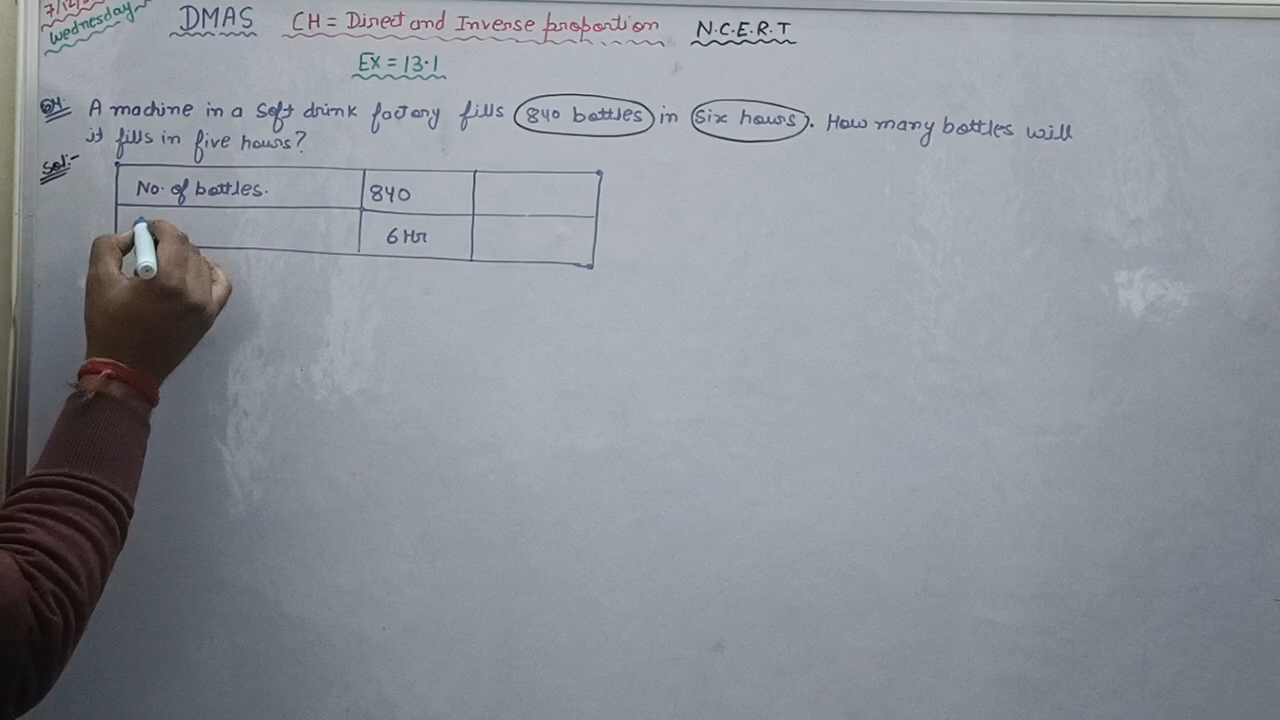 7/12/
Wednesday
DMAS CH = Direct and Inverse proportion N.C.E.R.T
EX = 13.1
Q4. A machine in a soft drink factory fills 840 bottles in six hours. How many bottles will
it fills in five hours?
Sol:-
No. of bottles. 840
6 Hr